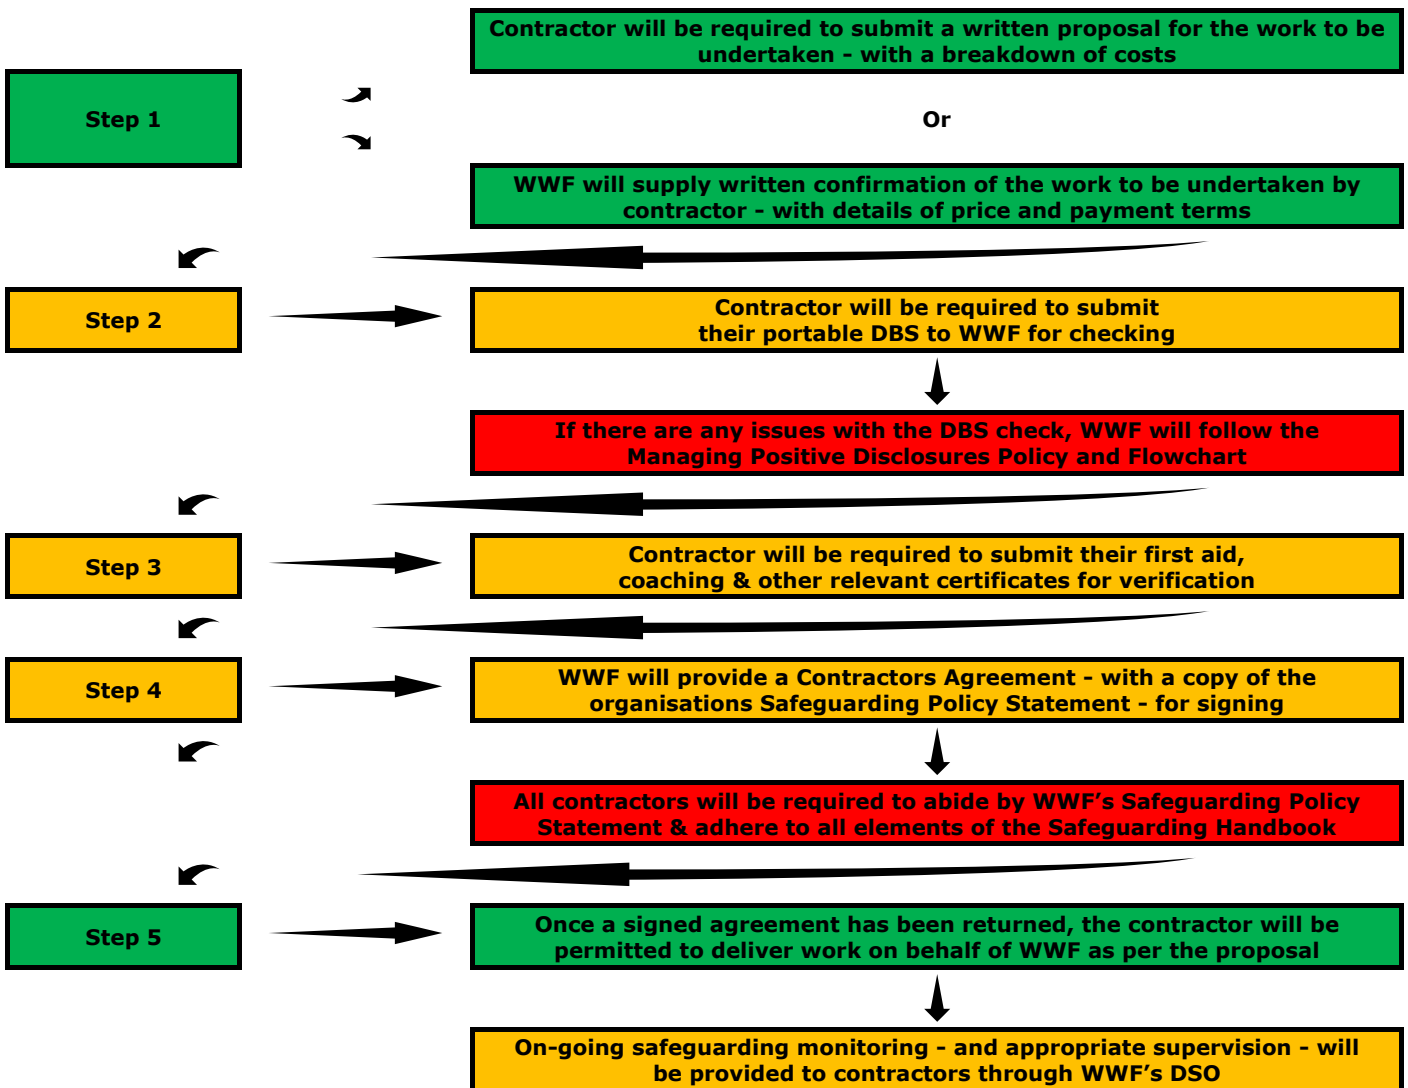 Contractor will be required to submit a written proposal for the work to be
undertaken - with a breakdown of costs
Step 1
Or
WWF will supply written confirmation of the work to be undertaken by
contractor - with details of price and payment terms
Step 2
Contractor will be required to submit
their portable DBS to WWF for checking
If there are any issues with the DBS check, WWF will follow the
Managing Positive Disclosures Policy and Flowchart
Step 3
Contractor will be required to submit their first aid,
coaching & other relevant certificates for verification
Step 4
WWF will provide a Contractors Agreement - with a copy of the
organisations Safeguarding Policy Statement - for signing
All contractors will be required to abide by WWF’s Safeguarding Policy
Statement & adhere to all elements of the Safeguarding Handbook
Step 5
Once a signed agreement has been returned, the contractor will be
permitted to deliver work on behalf of WWF as per the proposal
On-going safeguarding monitoring - and appropriate supervision - will
be provided to contractors through WWF’s DSO